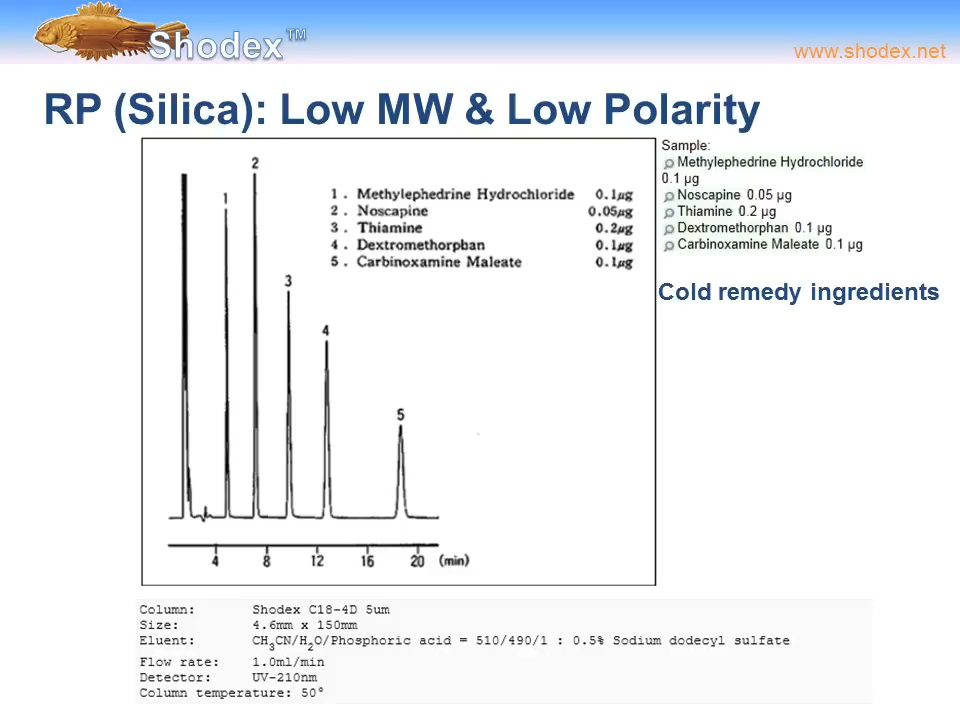 Shodex™
www.shodex.net
RP (Silica): Low MW & Low Polarity
1. Methylephedrine Hydrochloride 0.1μg
2. Noscapine 0.05μg
3. Thiamine 0.2μg
4. Dextromethorphan 0.1μg
5. Carbinoxamine Maleate 0.1μg
1
2
3
4
5
4 8 12 16 20 (min)
Sample:
Methylephedrine Hydrochloride
0.1 µg
Noscapine 0.05 µg
Thiamine 0.2 µg
Dextromethorphan 0.1 µg
Carbinoxamine Maleate 0.1 µg
Cold remedy ingredients
Column: Shodex C18-4D 5um
Size: 4.6mm x 150mm
Eluent: CH3CN/H2O/Phosphoric acid = 510/490/1 : 0.5% Sodium dodecyl sulfate
Flow rate: 1.0ml/min
Detector: UV-210nm
Column temperature: 50°